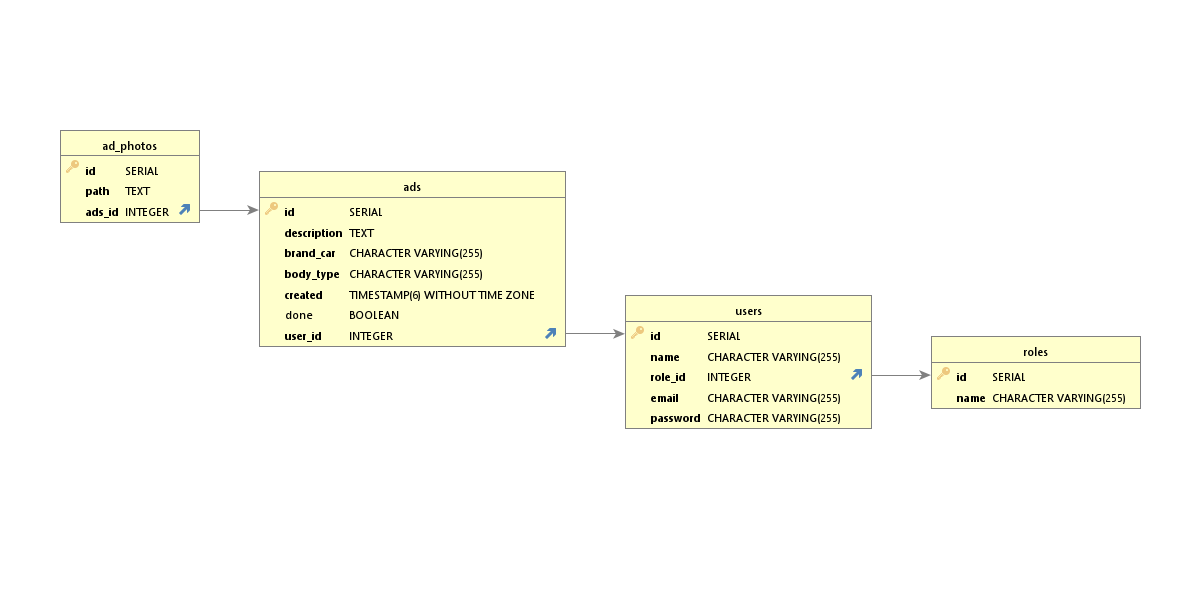 ad_photos
id SERIAL
path TEXT
ads_id INTEGER
ads
id SERIAL
description TEXT
brand_car CHARACTER VARYING(255)
body_type CHARACTER VARYING(255)
created TIMESTAMP(6) WITHOUT TIME ZONE
done BOOLEAN
user_id INTEGER
users
id SERIAL
name CHARACTER VARYING(255)
role_id INTEGER
email CHARACTER VARYING(255)
password CHARACTER VARYING(255)
roles
id SERIAL
name CHARACTER VARYING(255)